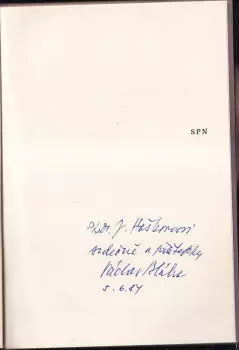 SPN
PhDr. J. Haškovcovi
srdečně a přátelsky
Václav Bláha
5.6.84